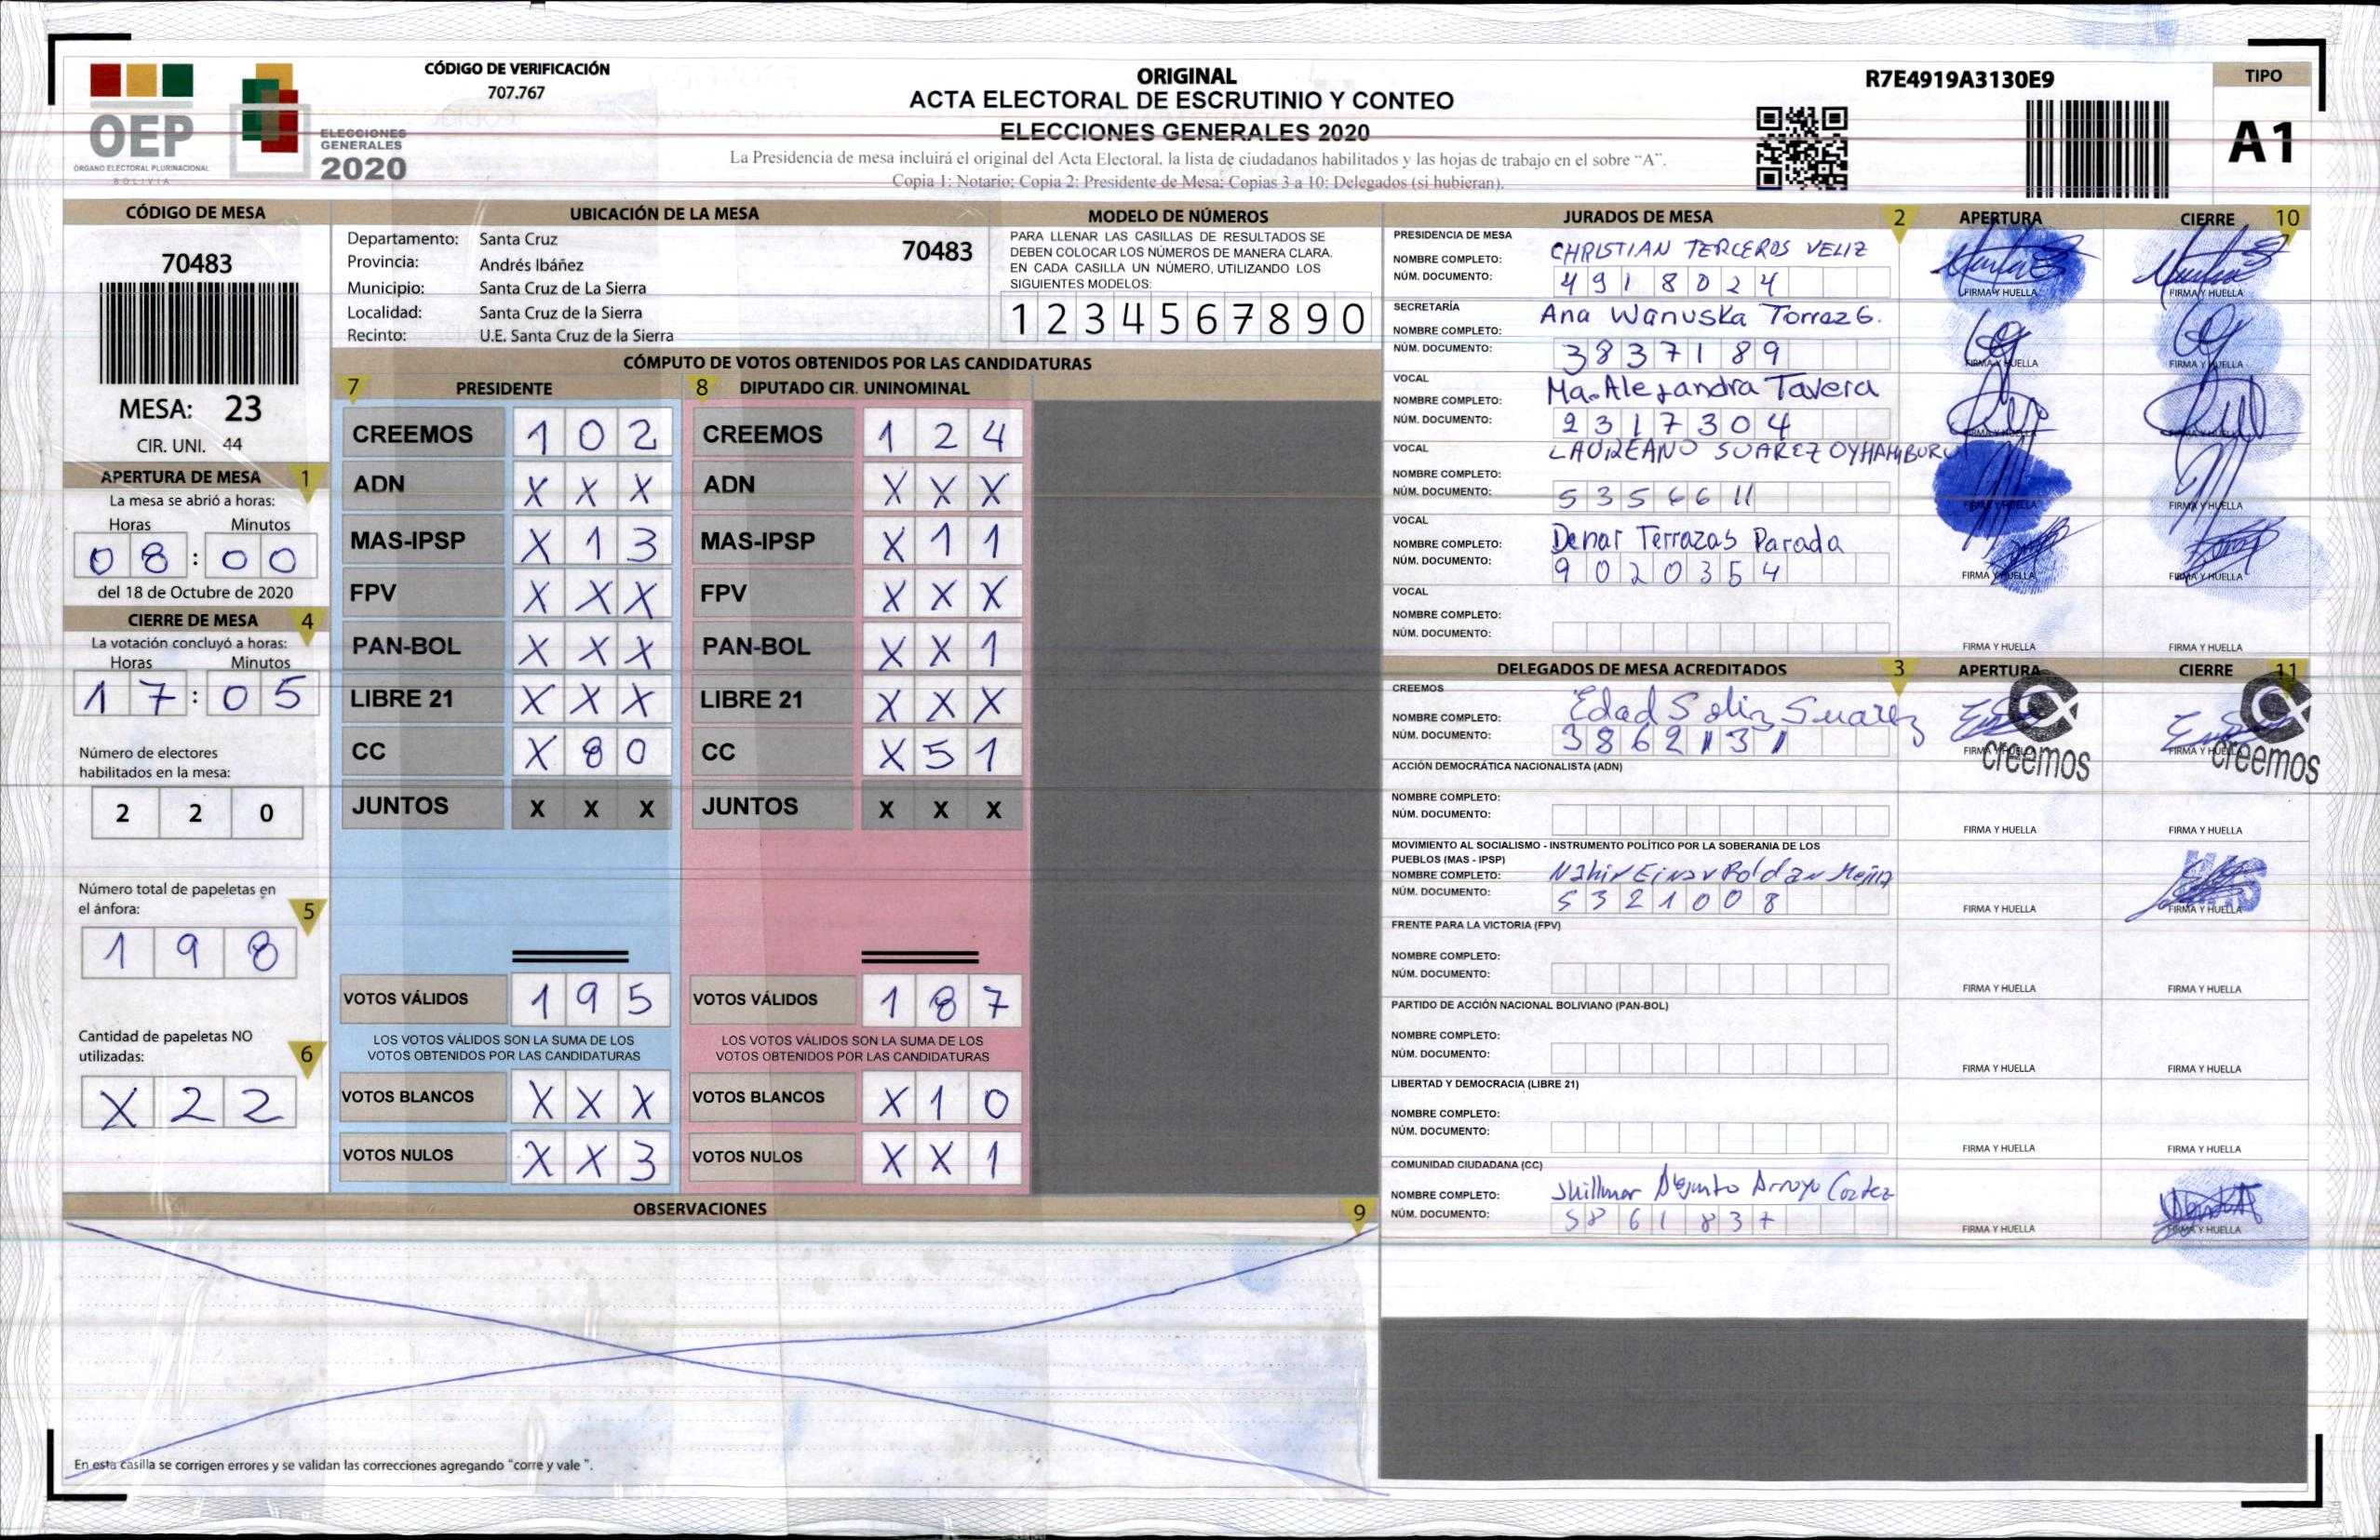 OEP
ÓRGANO ELECTORAL PLURINACIONAL
BOLIVIA
ELECCIONES
GENERALES
2020
CÓDIGO DE VERIFICACIÓN
707.767
ORIGINAL
ACTA ELECTORAL DE ESCRUTINIO Y CONTEO
ELECCIONES GENERALES 2020
La Presidencia de mesa incluirá el original del Acta Electoral, la lista de ciudadanos habilitados y las hojas de trabajo en el sobre “A”.
Copia 1: Notario; Copia 2: Presidente de Mesa; Copias 3 a 10: Delegados (si hubieran).
R7E4919A3130E9
TIPO
A1
CÓDIGO DE MESA
70483
MESA: 23
CIR. UNI. 44
APERTURA DE MESA 1
La mesa se abrió a horas:
Horas Minutos
08:00
del 18 de Octubre de 2020
CIERRE DE MESA 4
La votación concluyó a horas:
Horas Minutos
17:05
Número de electores
habilitados en la mesa:
2 2 0
Número total de papeletas en
el ánfora: 5
1 9 8
Cantidad de papeletas NO
utilizadas: 6
X 2 2
UBICACIÓN DE LA MESA
Departamento: Santa Cruz
70483
Provincia: Andrés Ibáñez
Municipio: Santa Cruz de La Sierra
Localidad: Santa Cruz de la Sierra
Recinto: U.E. Santa Cruz de la Sierra
MODELO DE NÚMEROS
PARA LLENAR LAS CASILLAS DE RESULTADOS SE
DEBEN COLOCAR LOS NÚMEROS DE MANERA CLARA.
EN CADA CASILLA UN NÚMERO, UTILIZANDO LOS
SIGUIENTES MODELOS:
1 2 3 4 5 6 7 8 9 0
CÓMPUTO DE VOTOS OBTENIDOS POR LAS CANDIDATURAS
7 PRESIDENTE 8 DIPUTADO CIR. UNINOMINAL
CREEMOS 1 0 2 CREEMOS 1 2 4
ADN X X X ADN X X X
MAS-IPSP X 1 3 MAS-IPSP X 1 1
FPV X X X FPV X X X
PAN-BOL X X X PAN-BOL X X 1
LIBRE 21 X X X LIBRE 21 X X X
CC X 8 0 CC X 5 1
JUNTOS X X X JUNTOS X X X
VOTOS VÁLIDOS 1 9 5 VOTOS VÁLIDOS 1 8 7
LOS VOTOS VÁLIDOS SON LA SUMA DE LOS LOS VOTOS VÁLIDOS SON LA SUMA DE LOS
VOTOS OBTENIDOS POR LAS CANDIDATURAS VOTOS OBTENIDOS POR LAS CANDIDATURAS
VOTOS BLANCOS X X X VOTOS BLANCOS X 1 0
VOTOS NULOS X X 3 VOTOS NULOS X X 1
OBSERVACIONES 9
En esta casilla se corrigen errores y se validan las correcciones agregando “corre y vale ”.
JURADOS DE MESA 2 APERTURA CIERRE 10
PRESIDENCIA DE MESA
NOMBRE COMPLETO: CHRISTIAN TERCEROS VELIZ
NÚM. DOCUMENTO: 4918024
FIRMA Y HUELLA FIRMA Y HUELLA
SECRETARÍA
NOMBRE COMPLETO: Ana Wanuska Torrez G.
NÚM. DOCUMENTO: 3837189
FIRMA Y HUELLA FIRMA Y HUELLA
VOCAL
NOMBRE COMPLETO: Ma. Alejandra Tavera
NÚM. DOCUMENTO: 2317304
VOCAL
NOMBRE COMPLETO: LAUREANO SUAREZ OYHAMBURU
NÚM. DOCUMENTO: 5356611
FIRMA Y HUELLA FIRMA Y HUELLA
VOCAL
NOMBRE COMPLETO: Denar Terrazas Parada
NÚM. DOCUMENTO: 9020354
FIRMA Y HUELLA FIRMA Y HUELLA
VOCAL
NOMBRE COMPLETO:
NÚM. DOCUMENTO:
FIRMA Y HUELLA FIRMA Y HUELLA
DELEGADOS DE MESA ACREDITADOS 3 APERTURA CIERRE 11
CREEMOS
NOMBRE COMPLETO: Edad Soliz Suarez
NÚM. DOCUMENTO: 3862131
FIRMA Y HUELLA FIRMA Y HUELLA
creemos creemos
ACCIÓN DEMOCRÁTICA NACIONALISTA (ADN)
NOMBRE COMPLETO:
NÚM. DOCUMENTO:
FIRMA Y HUELLA FIRMA Y HUELLA
MOVIMIENTO AL SOCIALISMO - INSTRUMENTO POLÍTICO POR LA SOBERANIA DE LOS
PUEBLOS (MAS - IPSP)
NOMBRE COMPLETO: Nahir Einar Roldan Mejia
NÚM. DOCUMENTO: 5321008
FIRMA Y HUELLA FIRMA Y HUELLA
FRENTE PARA LA VICTORIA (FPV)
NOMBRE COMPLETO:
NÚM. DOCUMENTO:
FIRMA Y HUELLA FIRMA Y HUELLA
PARTIDO DE ACCIÓN NACIONAL BOLIVIANO (PAN-BOL)
NOMBRE COMPLETO:
NÚM. DOCUMENTO:
FIRMA Y HUELLA FIRMA Y HUELLA
LIBERTAD Y DEMOCRACIA (LIBRE 21)
NOMBRE COMPLETO:
NÚM. DOCUMENTO:
FIRMA Y HUELLA FIRMA Y HUELLA
COMUNIDAD CIUDADANA (CC)
NOMBRE COMPLETO: Arroyo Cortez
NÚM. DOCUMENTO: 5861837
FIRMA Y HUELLA FIRMA Y HUELLA